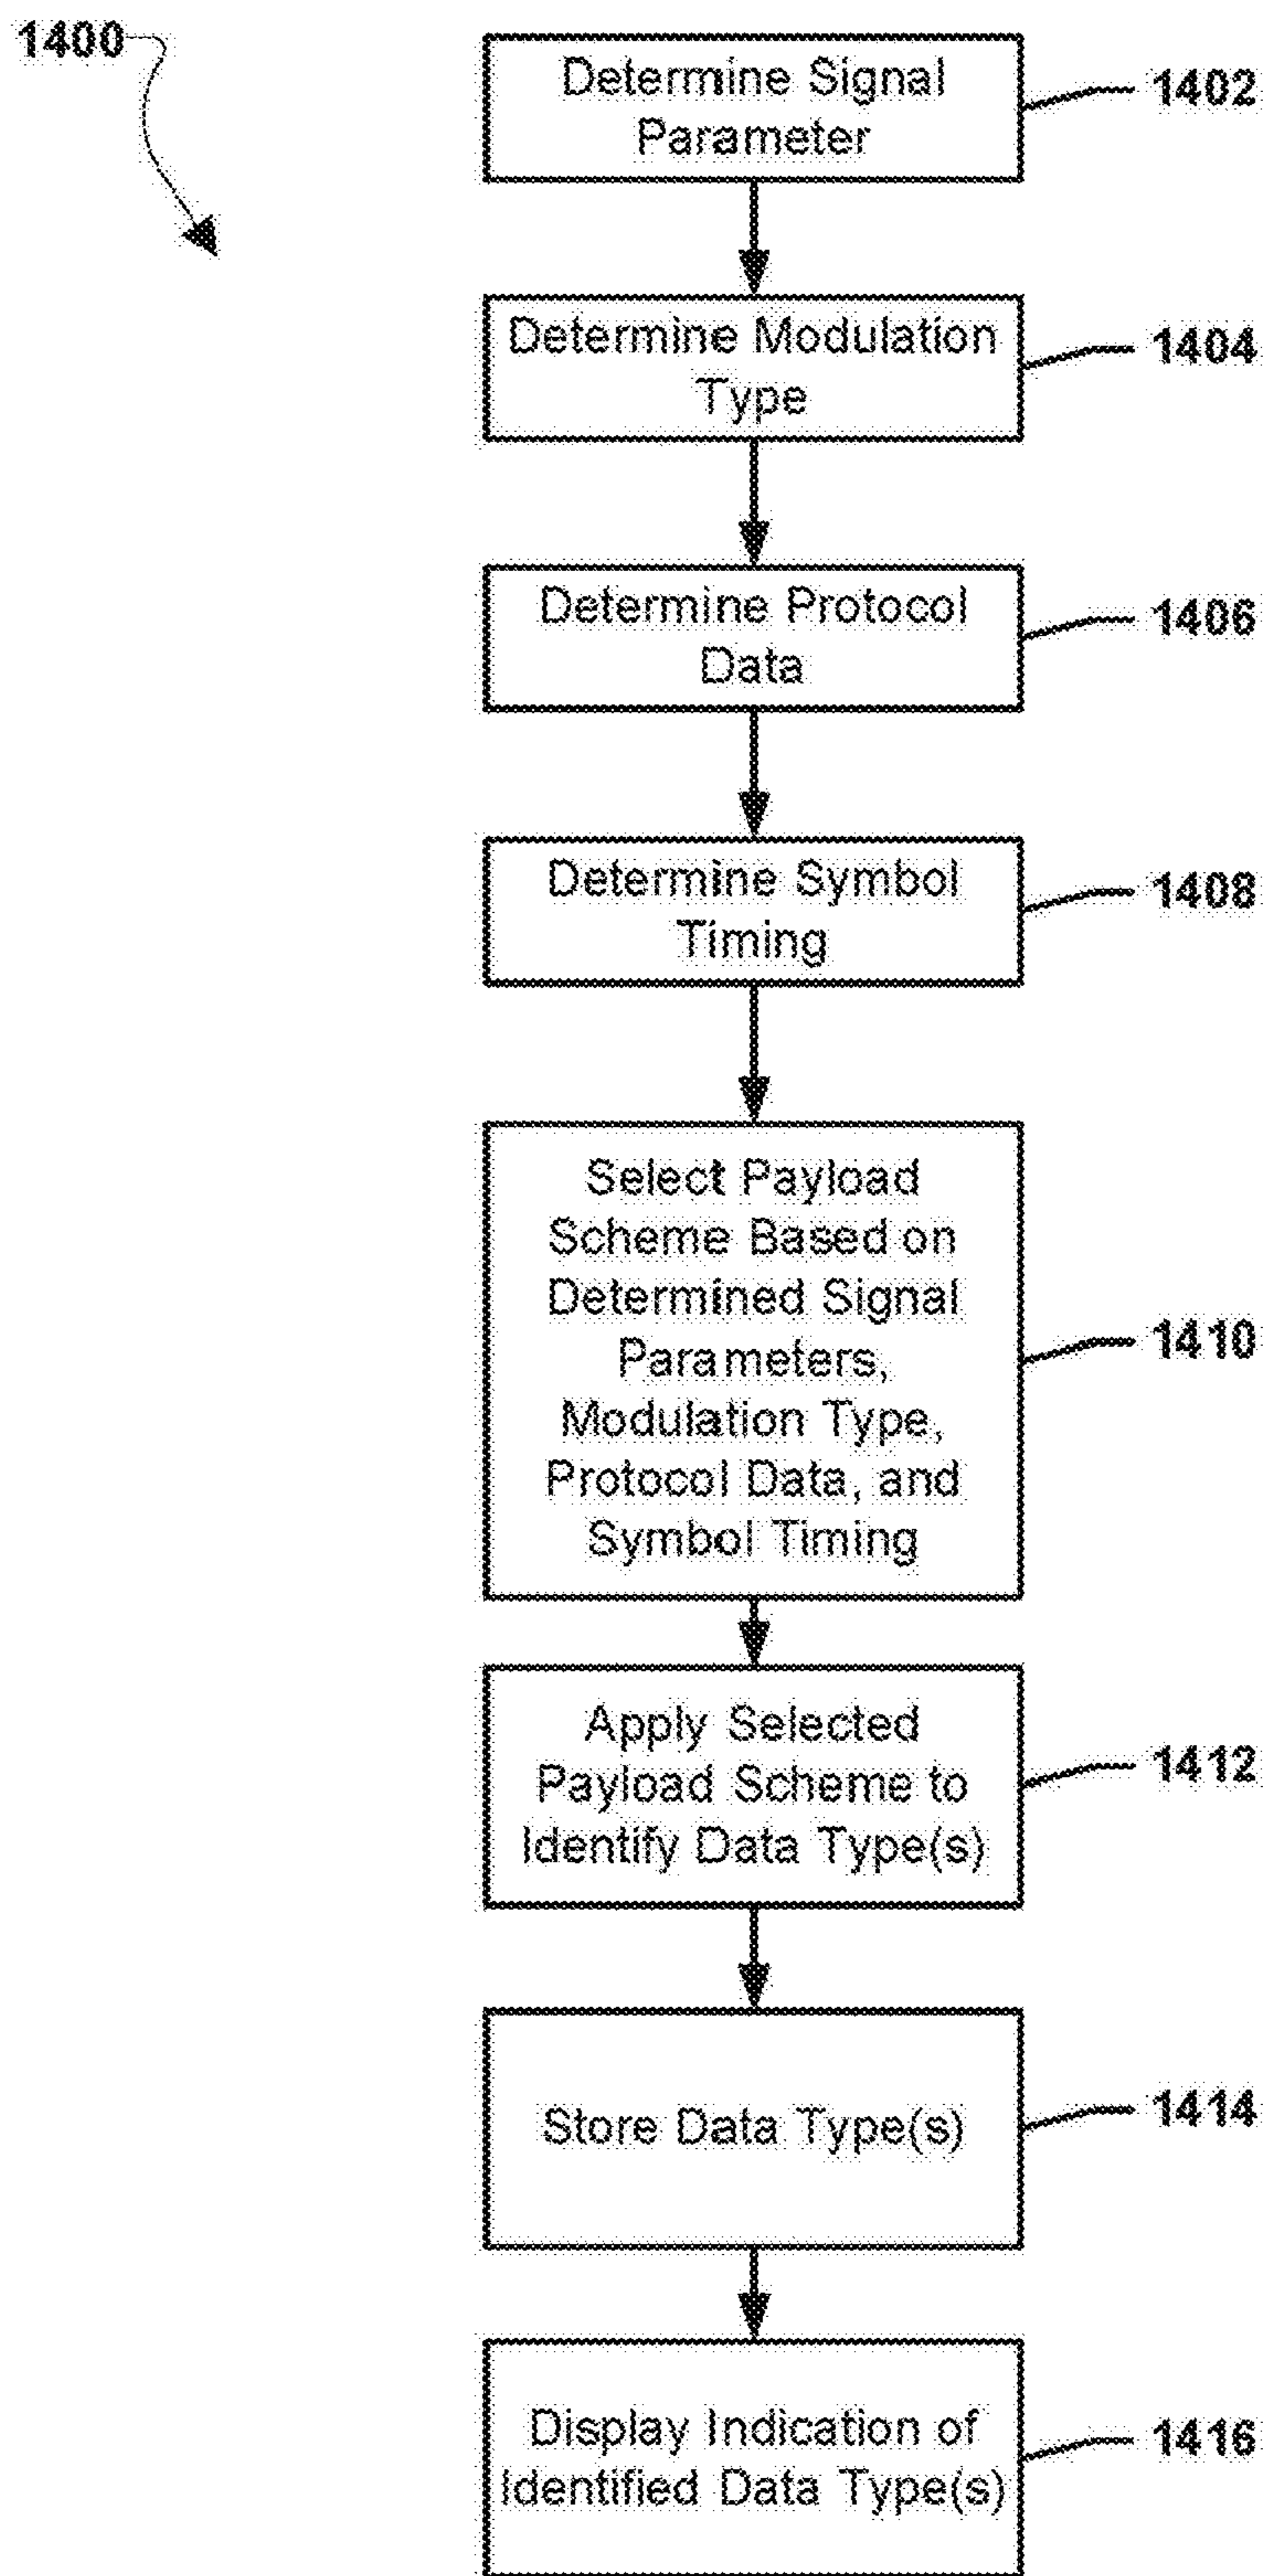 1400
Determine Signal
Parameter
1402
Determine Modulation
Type
1404
Determine Protocol
Data
1406
Determine Symbol
Timing
1408
Select Payload
Scheme Based on
Determined Signal
Parameters,
Modulation Type,
Protocol Data, and
Symbol Timing
1410
Apply Selected
Payload Scheme to
Identify Data Type(s)
1412
Store Data Type(s)
1414
Display Indication of
Identified Data Type(s)
1416